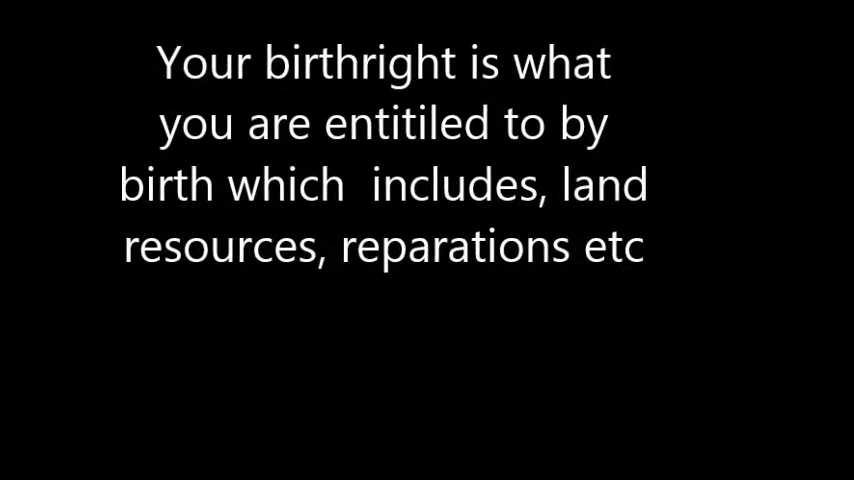 Your birthright is what
you are entitiled to by
birth which  includes, land
resources, reparations etc